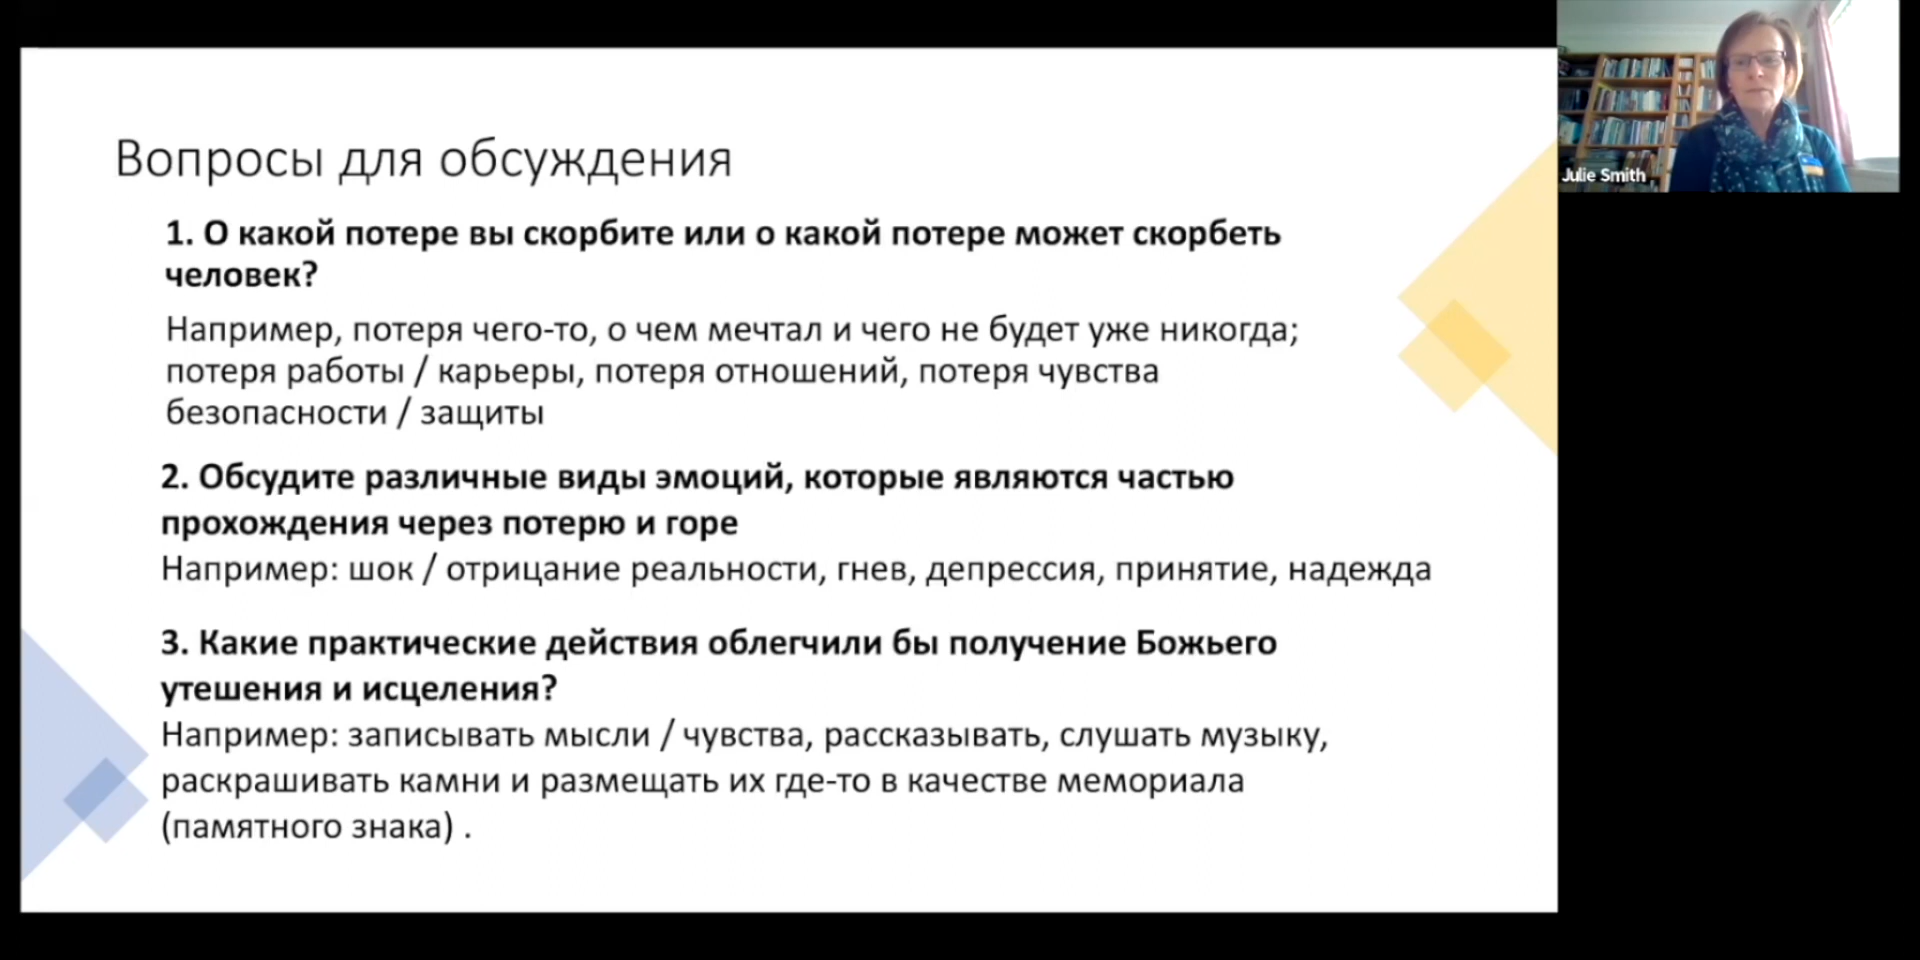 Вопросы для обсуждения
1. О какой потере вы скорбите или о какой потере может скорбеть
человек?
Например, потеря чего-то, о чем мечтал и чего не будет уже никогда;
потеря работы / карьеры, потеря отношений, потеря чувства
безопасности / защиты
2. Обсудите различные виды эмоций, которые являются частью
прохождения через потерю и горе
Например: шок / отрицание реальности, гнев, депрессия, принятие, надежда
3. Какие практические действия облегчили бы получение Божьего
утешения и исцеления?
Например: записывать мысли / чувства, рассказывать, слушать музыку,
раскрашивать камни и размещать их где-то в качестве мемориала
(памятного знака) .
Julie Smith